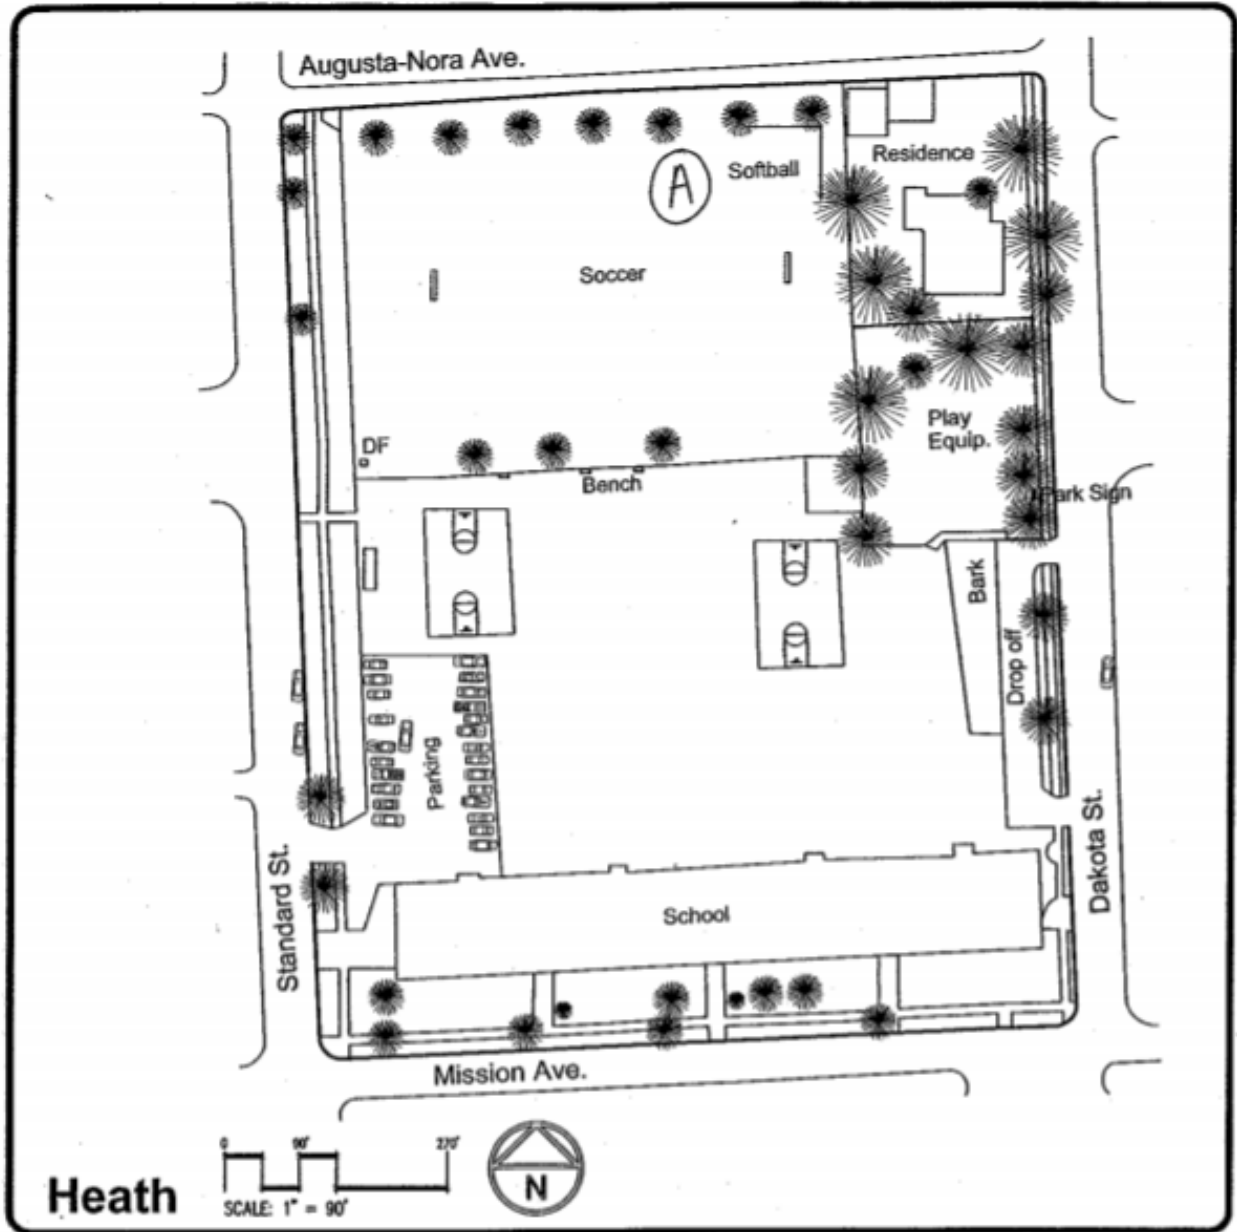 Augusta-Nora Ave.
A
Softball
Residence
Soccer
Play
Equip.
DF
Bench
Park Sign
Bark
Drop off
Parking
Standard St.
Dakota St.
School
Mission Ave.
0 90' 270'
SCALE: 1" = 90'
N
Heath